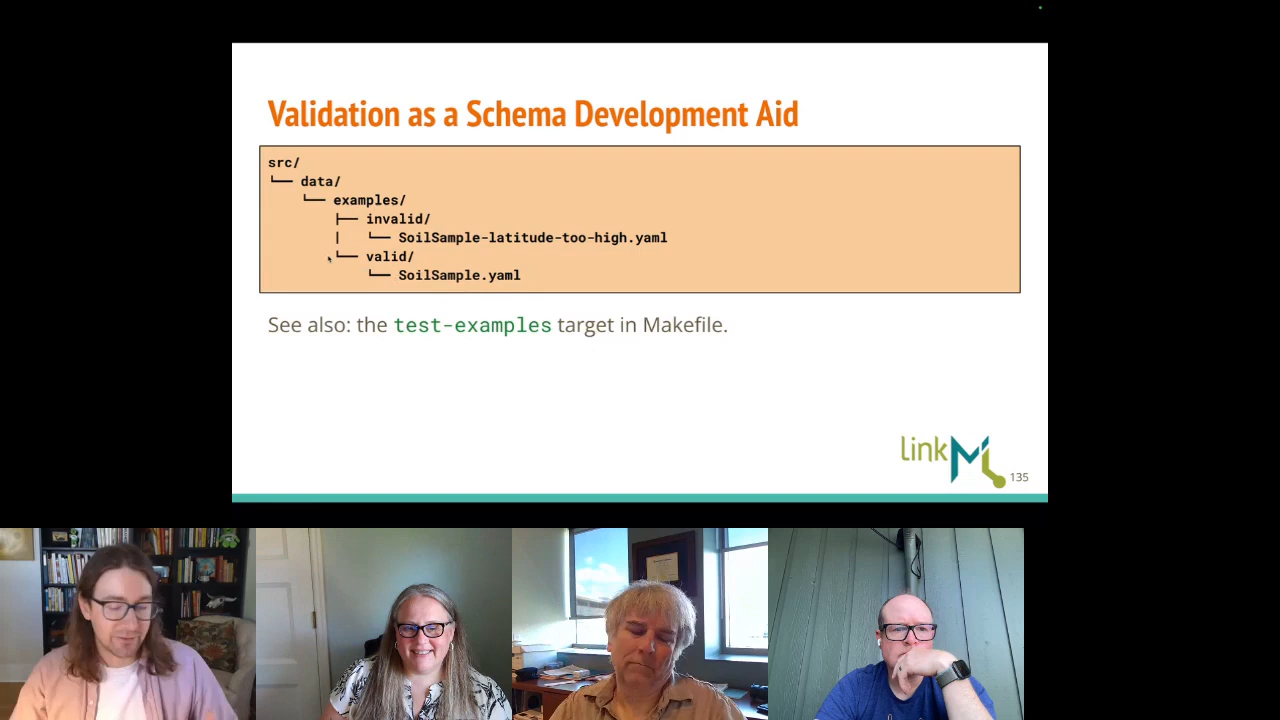 Validation as a Schema Development Aid
src/
└── data/
    └── examples/
        ├── invalid/
        |   └── SoilSample-latitude-too-high.yaml
        └── valid/
            └── SoilSample.yaml
See also: the test-examples target in Makefile.
linkML
135